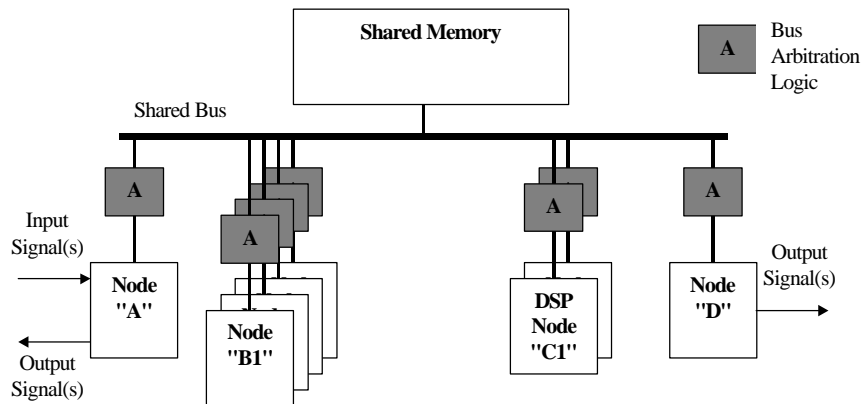 Shared Memory
A
Bus
Arbitration
Logic
Shared Bus
A
A
A
A
Input
Signal(s)
Output
Signal(s)
Node
"A"
Node
"B1"
DSP
Node
"C1"
Node
"D"
Output
Signal(s)